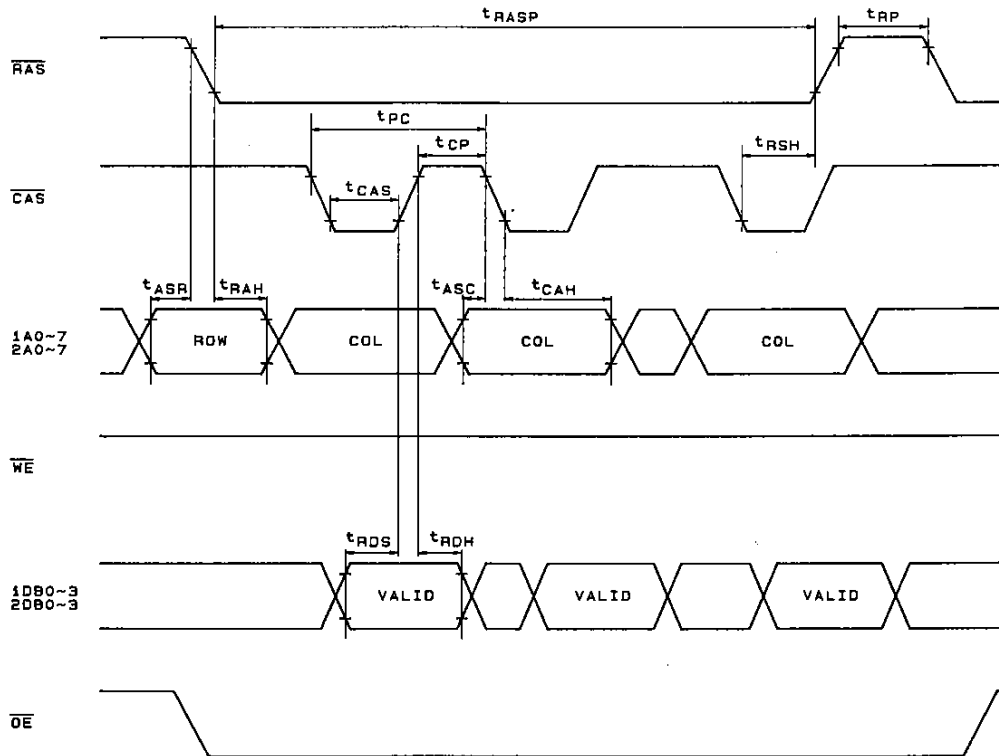 tRASP
tRP
RAS
tPC
tCP
tRSH
CAS
tCAS
tASR
tRAH
tASC
tCAH
1A0~7
2A0~7
ROW
COL
COL
COL
WE
tRDS
tRDH
1DB0~3
2DB0~3
VALID
VALID
VALID
OE